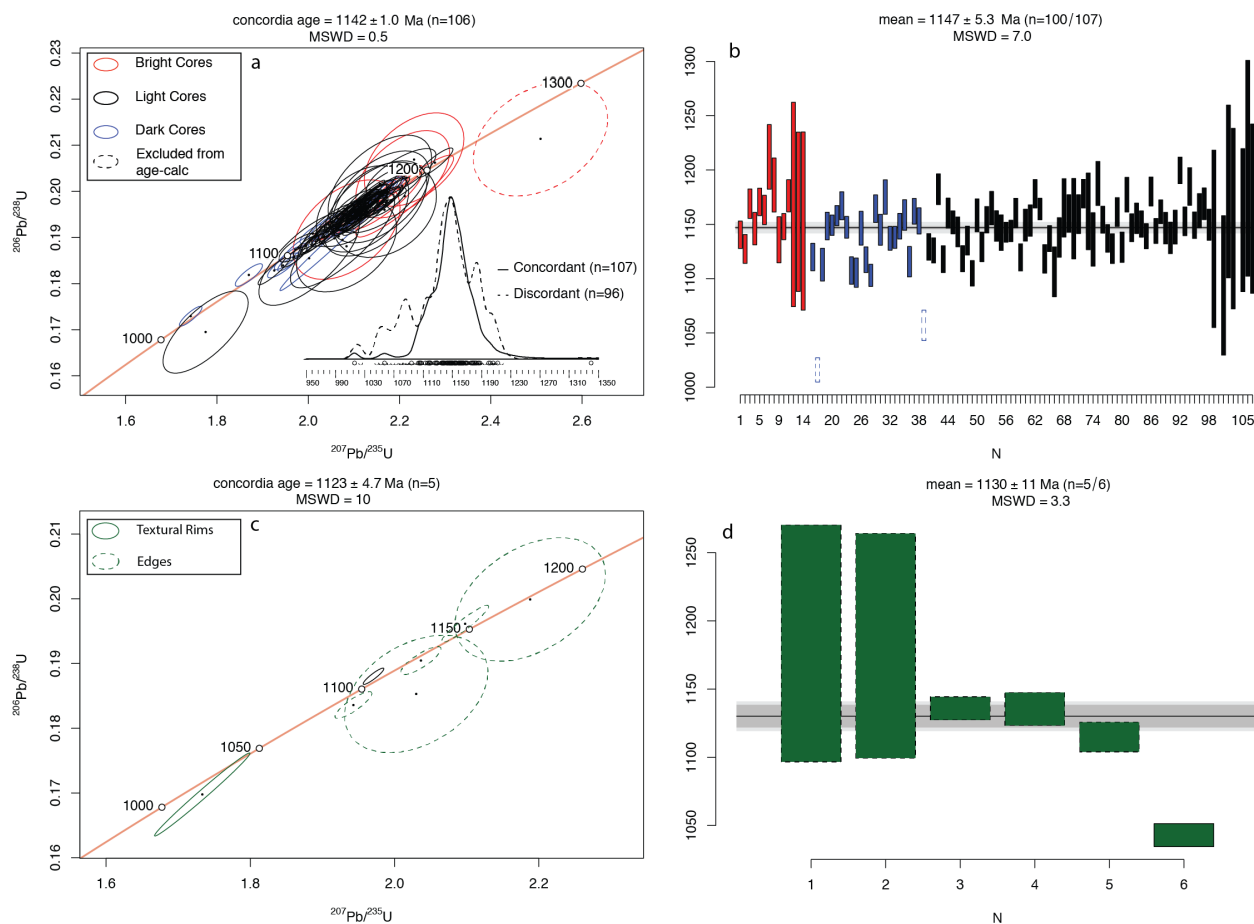 concordia age = 1142 ± 1.0 Ma (n=106)
MSWD = 0.5
a
Bright Cores
Light Cores
Dark Cores
Excluded from
age-calc
0.23
0.22
0.21
0.20
0.19
0.18
0.17
0.16
206Pb/238U
1000
1100
1200
1300
Concordant (n=107)
Discordant (n=96)
950 990 1040 1080 1120 1150 1190 1230 1260 1300 1340
1.6 1.8 2.0 2.2 2.4 2.6
207Pb/235U
mean = 1147 ± 5.3 Ma (n=100/107)
MSWD = 7.0
b
1300
1250
1200
1150
1100
1050
1000
1 5 9 14 20 26 32 38 44 50 56 62 68 74 80 86 92 98 105
N
concordia age = 1123 ± 4.7 Ma (n=5)
MSWD = 10
c
Textural Rims
Edges
0.21
0.20
0.19
0.18
0.17
0.16
206Pb/238U
1000
1050
1100
1150
1200
1.6 1.8 2.0 2.2
207Pb/235U
mean = 1130 ± 11 Ma (n=5/6)
MSWD = 3.3
d
1250
1200
1150
1100
1050
1 2 3 4 5 6
N